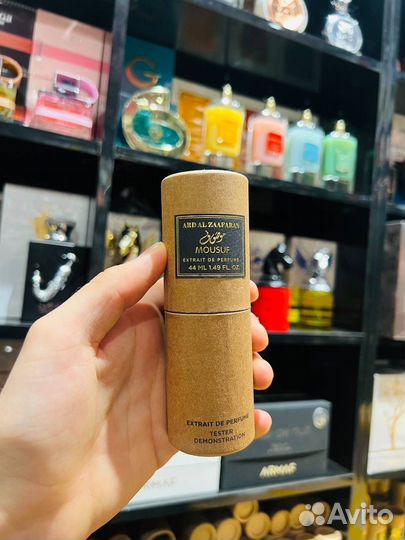 ARD AL ZAAFARAN
موصوف
MOUSUF
EXTRAIT DE PERFUME
44 ML 1.49 FL. OZ.
EXTRAIT DE PERFUME
TESTER
DEMONSTRATION
ARMAF
Avito